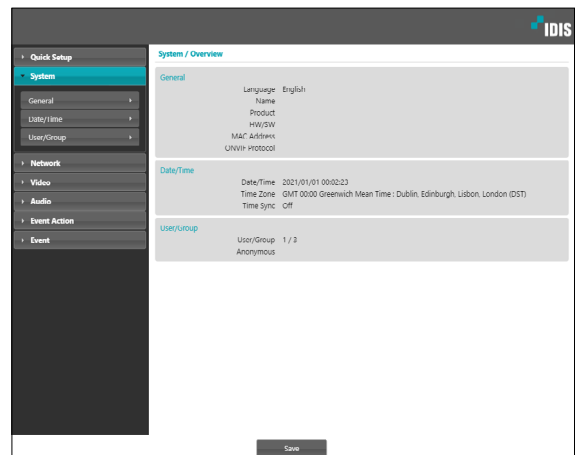 IDIS
Quick Setup
System
General
Date/Time
User/Group
Network
Video
Audio
Event Action
Event
System / Overview
General
Language English
Name
Product
HW/SW
MAC Address
ONVIF Protocol
Date/Time
Date/Time 2021/01/01 00:02:23
Time Zone GMT 00:00 Greenwich Mean Time : Dublin, Edinburgh, Lisbon, London (DST)
Time Sync Off
User/Group
User/Group 1 / 3
Anonymous
Save